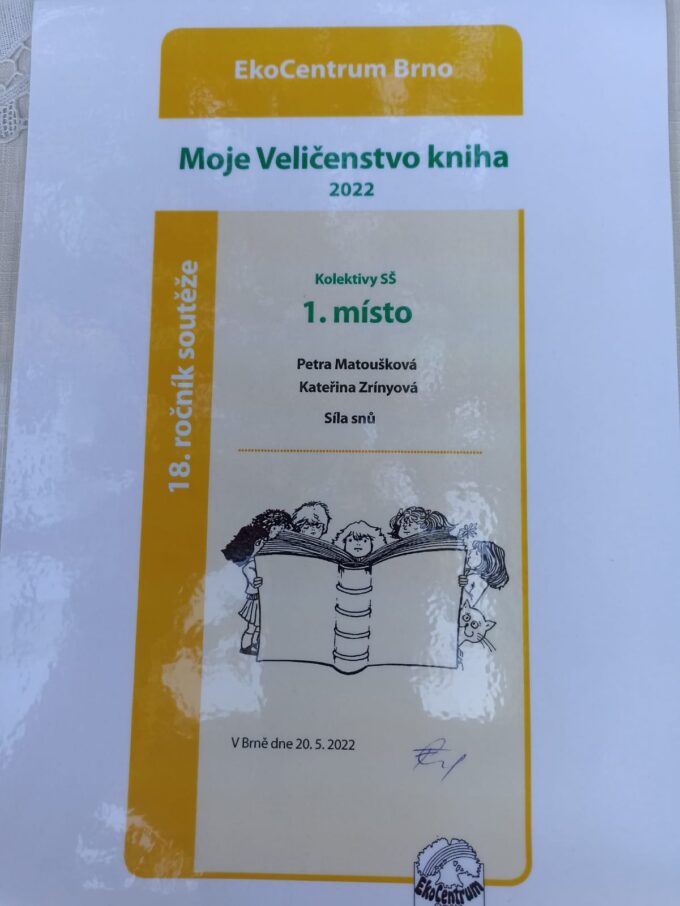 EkoCentrum Brno
Moje Veličenstvo kniha
2022
18. ročník soutěže
Kolektivy SŠ
1. místo
Petra Matoušková
Kateřina Zrínyová
Síla snů
V Brně dne 20. 5. 2022
EkoCentrum